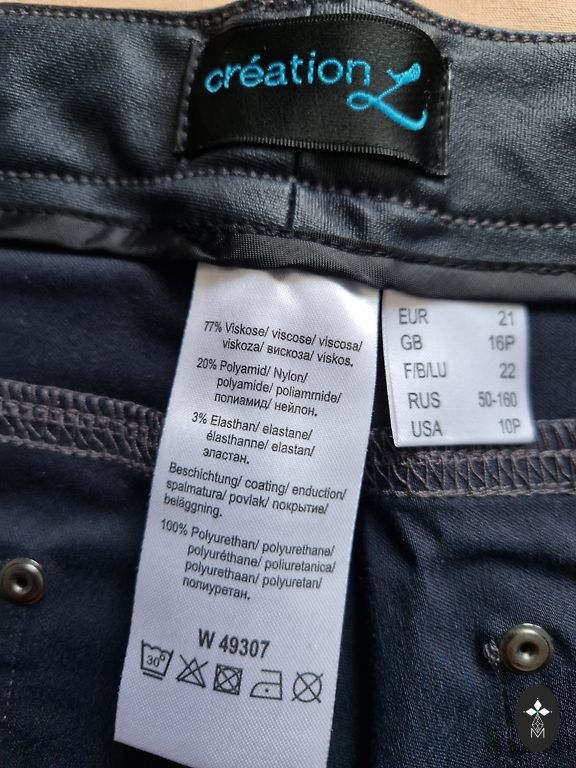 création L
77% Viskose/ viscose/ viscosa/
viskoza/ вискоза/ viskos.
20% Polyamid/ Nylon/
polyamide/ poliammide/
полиамид/ нейлон.
3% Elasthan/ elastane/
élasthanne/ elastan/
эластан.
Beschichtung/ coating/ enduction/
spalmatura/ povlak/ покрытие/
beläggning.
100% Polyurethan/ polyurethane/
polyuréthane/ poliuretanica/
polyurethaan/ polyuretan/
полиуретан.
W 49307
30°
EUR 21
GB 16P
F/B/LU 22
RUS 50-160
USA 10P
M